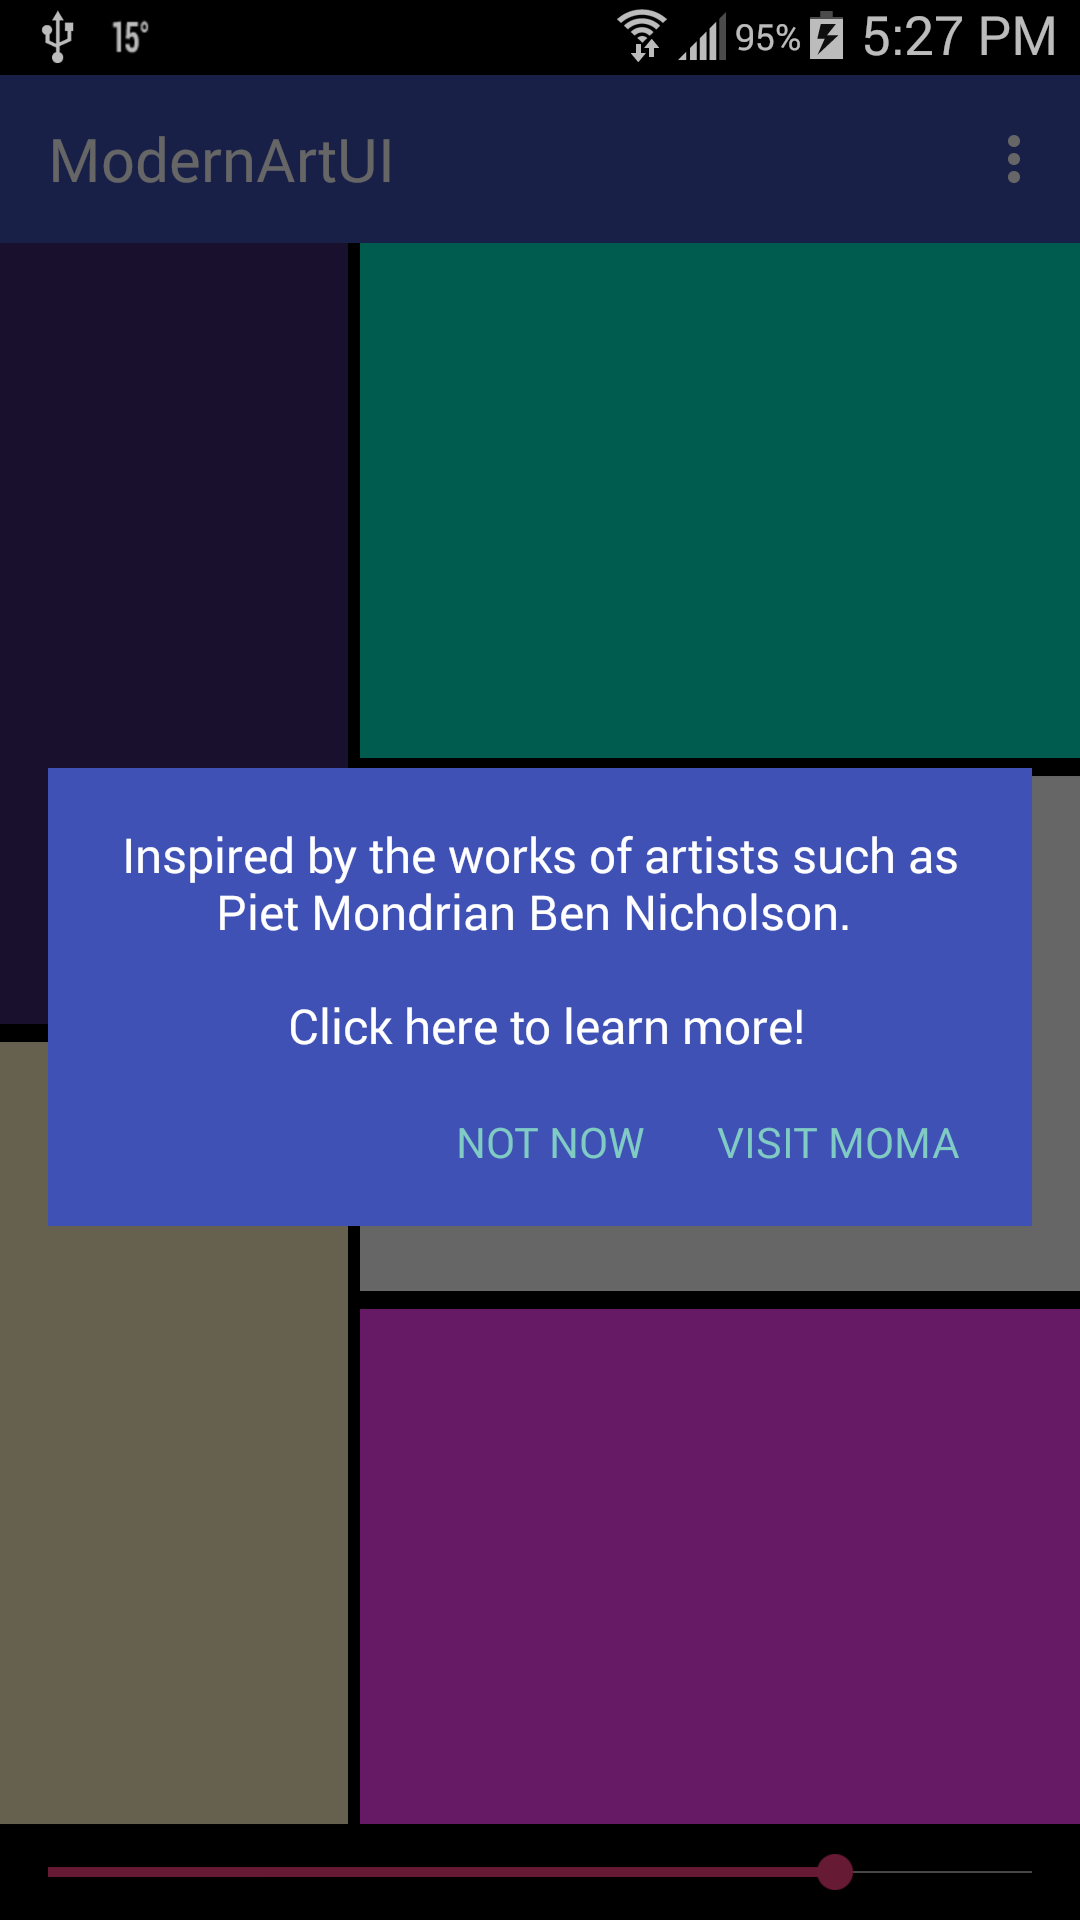 15°
95%
5:27 PM
ModernArtUI
Inspired by the works of artists such as
Piet Mondrian Ben Nicholson.
Click here to learn more!
NOT NOW
VISIT MOMA